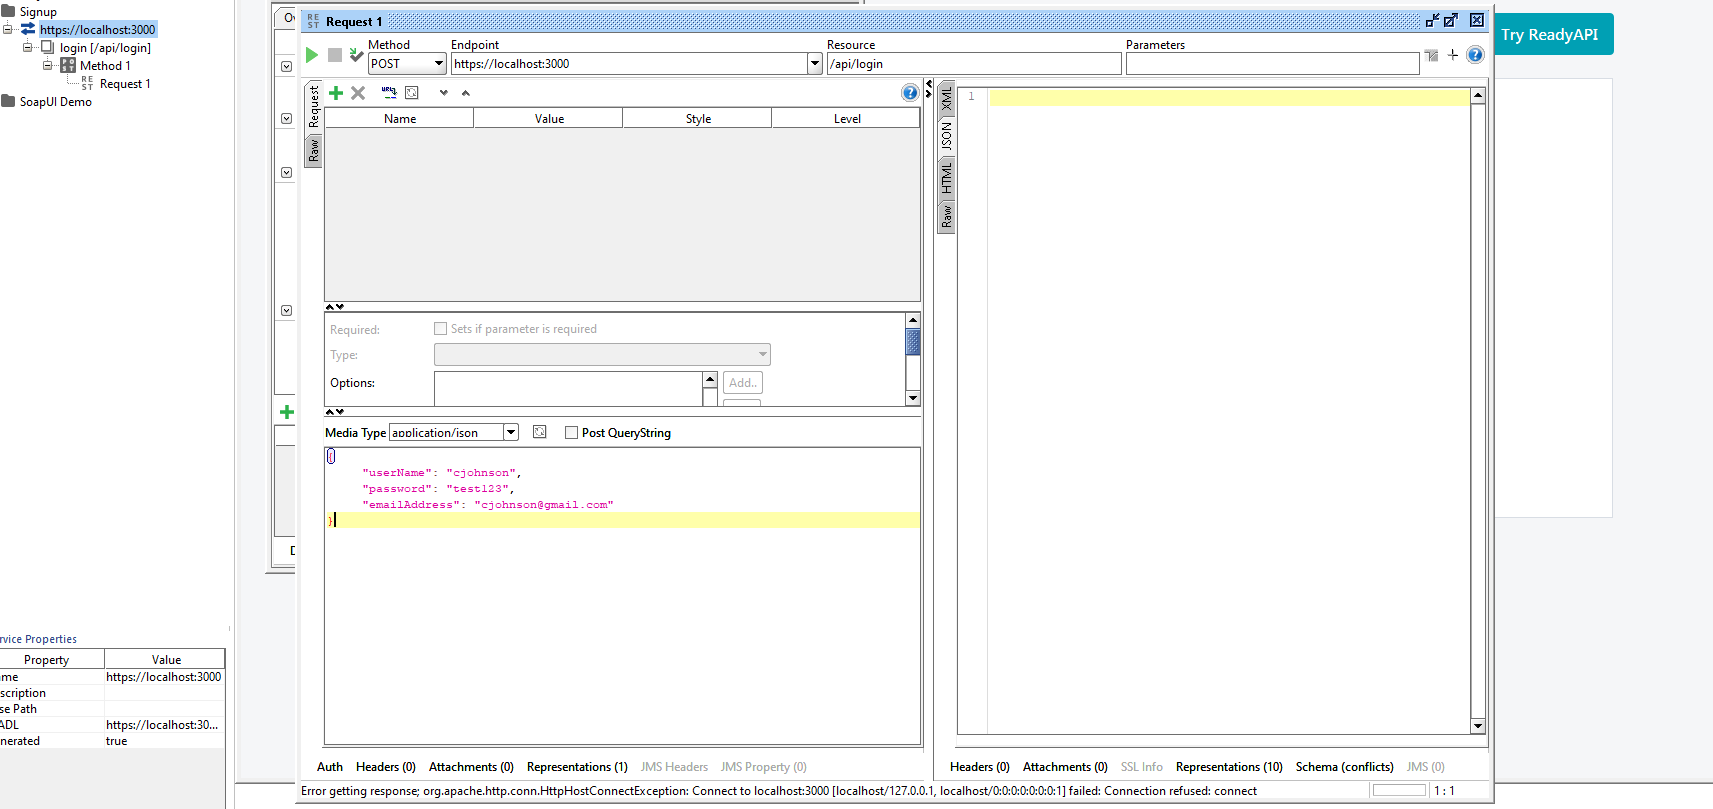 Signup
https://localhost:3000
login [/api/login]
Method 1
Request 1
SoapUI Demo
Request 1
Method
Endpoint
Resource
Parameters
POST
https://localhost:3000
/api/login
Try ReadyAPI
Request
Raw
Name Value Style Level
Required:
Sets if parameter is required
Type:
Options:
Add..
Media Type
application/json
Post QueryString
{
"userName": "cjohnson",
"password": "test123",
"emailAddress": "cjohnson@gmail.com"
}
XML
JSON
HTML
Raw
1
Auth Headers (0) Attachments (0) Representations (1) JMS Headers JMS Property (0)
Headers (0) Attachments (0) SSL Info Representations (10) Schema (conflicts) JMS (0)
Error getting response; org.apache.http.conn.HttpHostConnectException: Connect to localhost:3000 [localhost/127.0.0.1, localhost/0:0:0:0:0:0:0:1] failed: Connection refused: connect
1 : 1
rvice Properties
Property Value
me https://localhost:3000
scription
se Path
ADL https://localhost:30...
nerated true